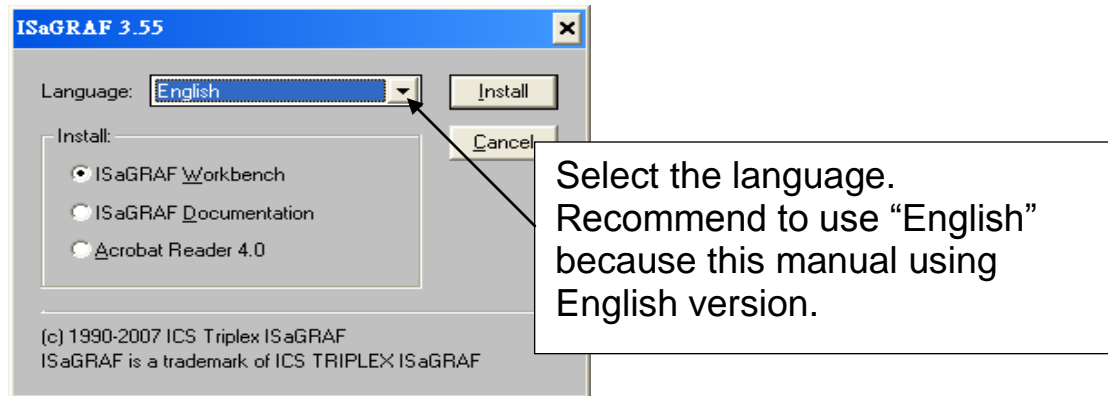 ISaGRAF 3.55
Language: English Install
Install: Cancel
ISaGRAF Workbench
ISaGRAF Documentation
Acrobat Reader 4.0
Select the language.
Recommend to use “English”
because this manual using
English version.
(c) 1990-2007 ICS Triplex ISaGRAF
ISaGRAF is a trademark of ICS TRIPLEX ISaGRAF